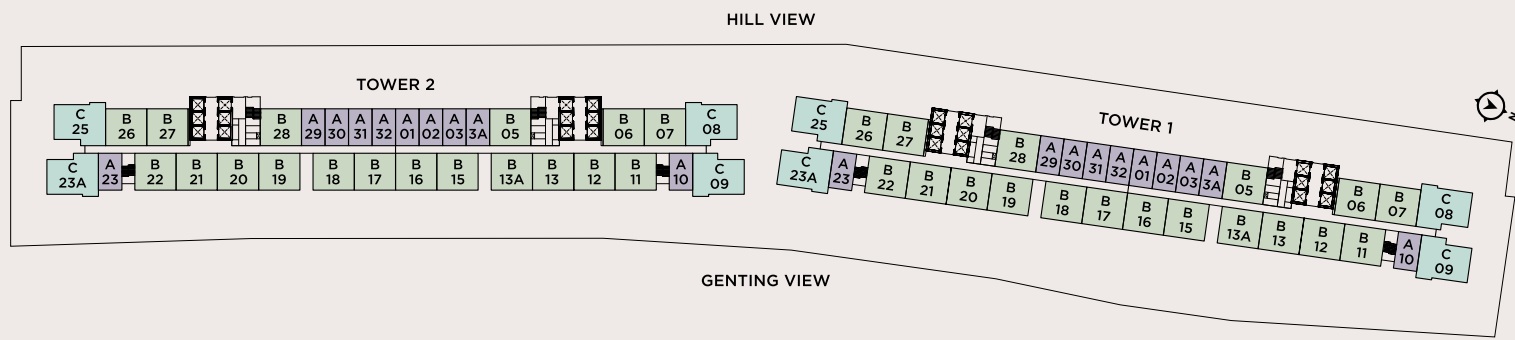 HILL VIEW
TOWER 2
C B B B A A A A A A A A B B B C
25 26 27 28 29 30 31 32 01 02 03 3A 05 06 07 08
C A B B B B B B B B B B B B A C
23A 23 22 21 20 19 18 17 16 15 13A 13 12 11 10 09
TOWER 1
C B B B A A A A A A A A B B B C
25 26 27 28 29 30 31 32 01 02 03 3A 05 06 07 08
C A B B B B B B B B B B B B A C
23A 23 22 21 20 19 18 17 16 15 13A 13 12 11 10 09
N
GENTING VIEW